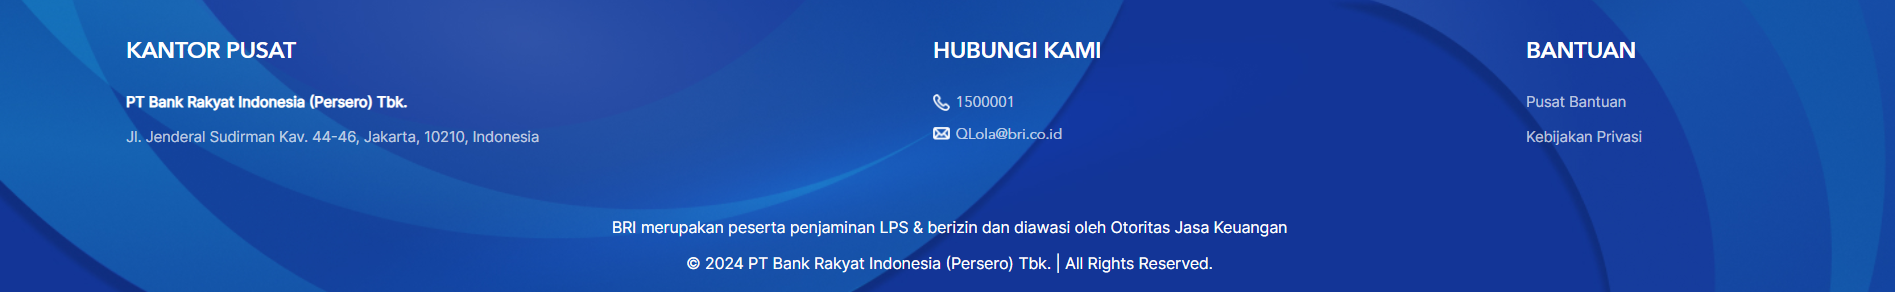 KANTOR PUSAT
PT Bank Rakyat Indonesia (Persero) Tbk.
Jl. Jenderal Sudirman Kav. 44-46, Jakarta, 10210, Indonesia
HUBUNGI KAMI
1500001
QLola@bri.co.id
BANTUAN
Pusat Bantuan
Kebijakan Privasi
BRI merupakan peserta penjaminan LPS & berizin dan diawasi oleh Otoritas Jasa Keuangan
© 2024 PT Bank Rakyat Indonesia (Persero) Tbk. | All Rights Reserved.